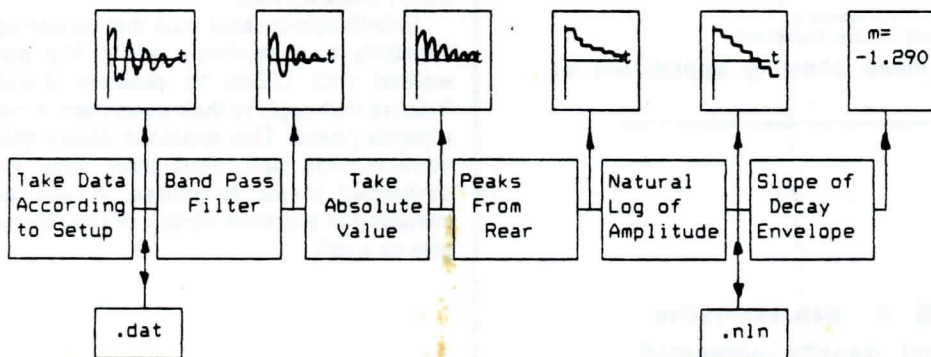 t
t
t
t
t
m=
-1.290
Take Data
According
to Setup
Band Pass
Filter
Take
Absolute
Value
Peaks
From
Rear
Natural
Log of
Amplitude
Slope of
Decay
Envelope
.dat
.nln